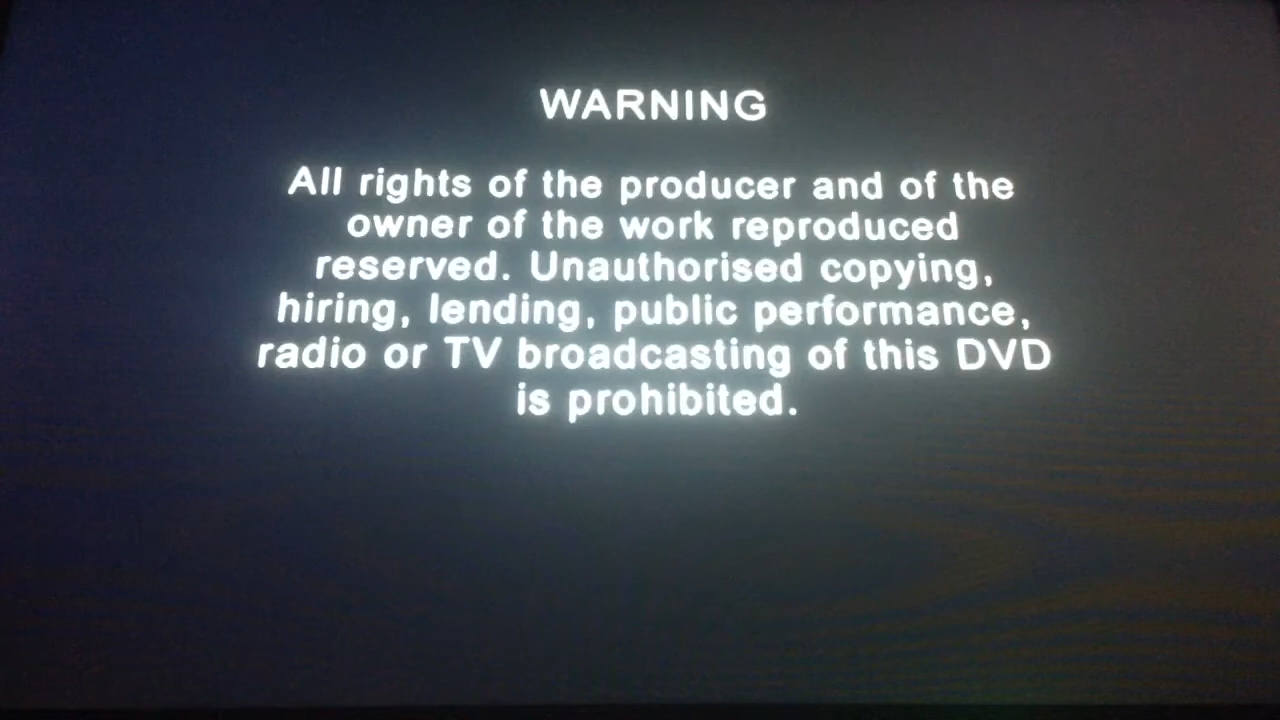 WARNING
All rights of the producer and of the
owner of the work reproduced
reserved. Unauthorised copying,
hiring, lending, public performance,
radio or TV broadcasting of this DVD
is prohibited.